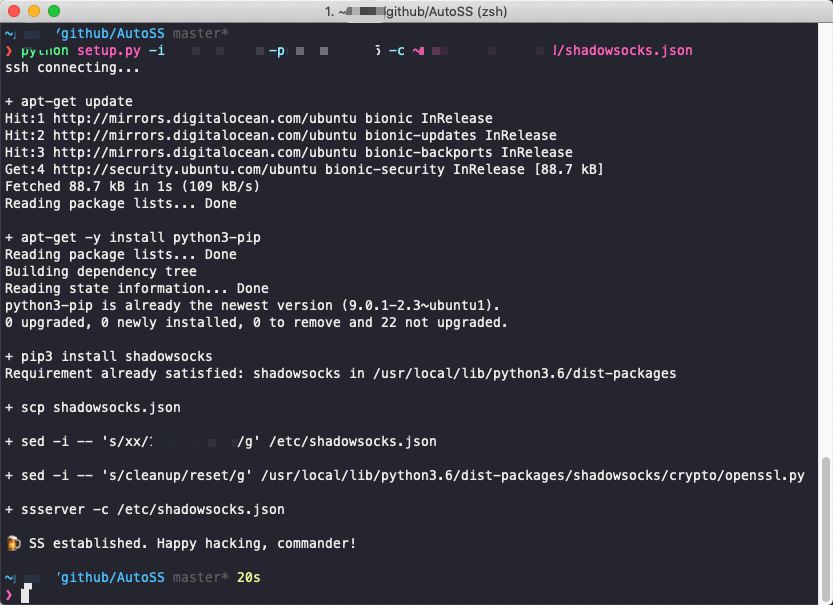 1. ~/github/AutoSS (zsh)
~ /github/AutoSS master*
❯ python setup.py -i -p 5 -c ~ /shadowsocks.json
ssh connecting...
+ apt-get update
Hit:1 http://mirrors.digitalocean.com/ubuntu bionic InRelease
Hit:2 http://mirrors.digitalocean.com/ubuntu bionic-updates InRelease
Hit:3 http://mirrors.digitalocean.com/ubuntu bionic-backports InRelease
Get:4 http://security.ubuntu.com/ubuntu bionic-security InRelease [88.7 kB]
Fetched 88.7 kB in 1s (109 kB/s)
Reading package lists... Done
+ apt-get -y install python3-pip
Reading package lists... Done
Building dependency tree
Reading state information... Done
python3-pip is already the newest version (9.0.1-2.3~ubuntu1).
0 upgraded, 0 newly installed, 0 to remove and 22 not upgraded.
+ pip3 install shadowsocks
Requirement already satisfied: shadowsocks in /usr/local/lib/python3.6/dist-packages
+ scp shadowsocks.json
+ sed -i -- 's/xx/ /g' /etc/shadowsocks.json
+ sed -i -- 's/cleanup/reset/g' /usr/local/lib/python3.6/dist-packages/shadowsocks/crypto/openssl.py
+ ssserver -c /etc/shadowsocks.json
🍺 SS established. Happy hacking, commander!
~ /github/AutoSS master* 20s
❯